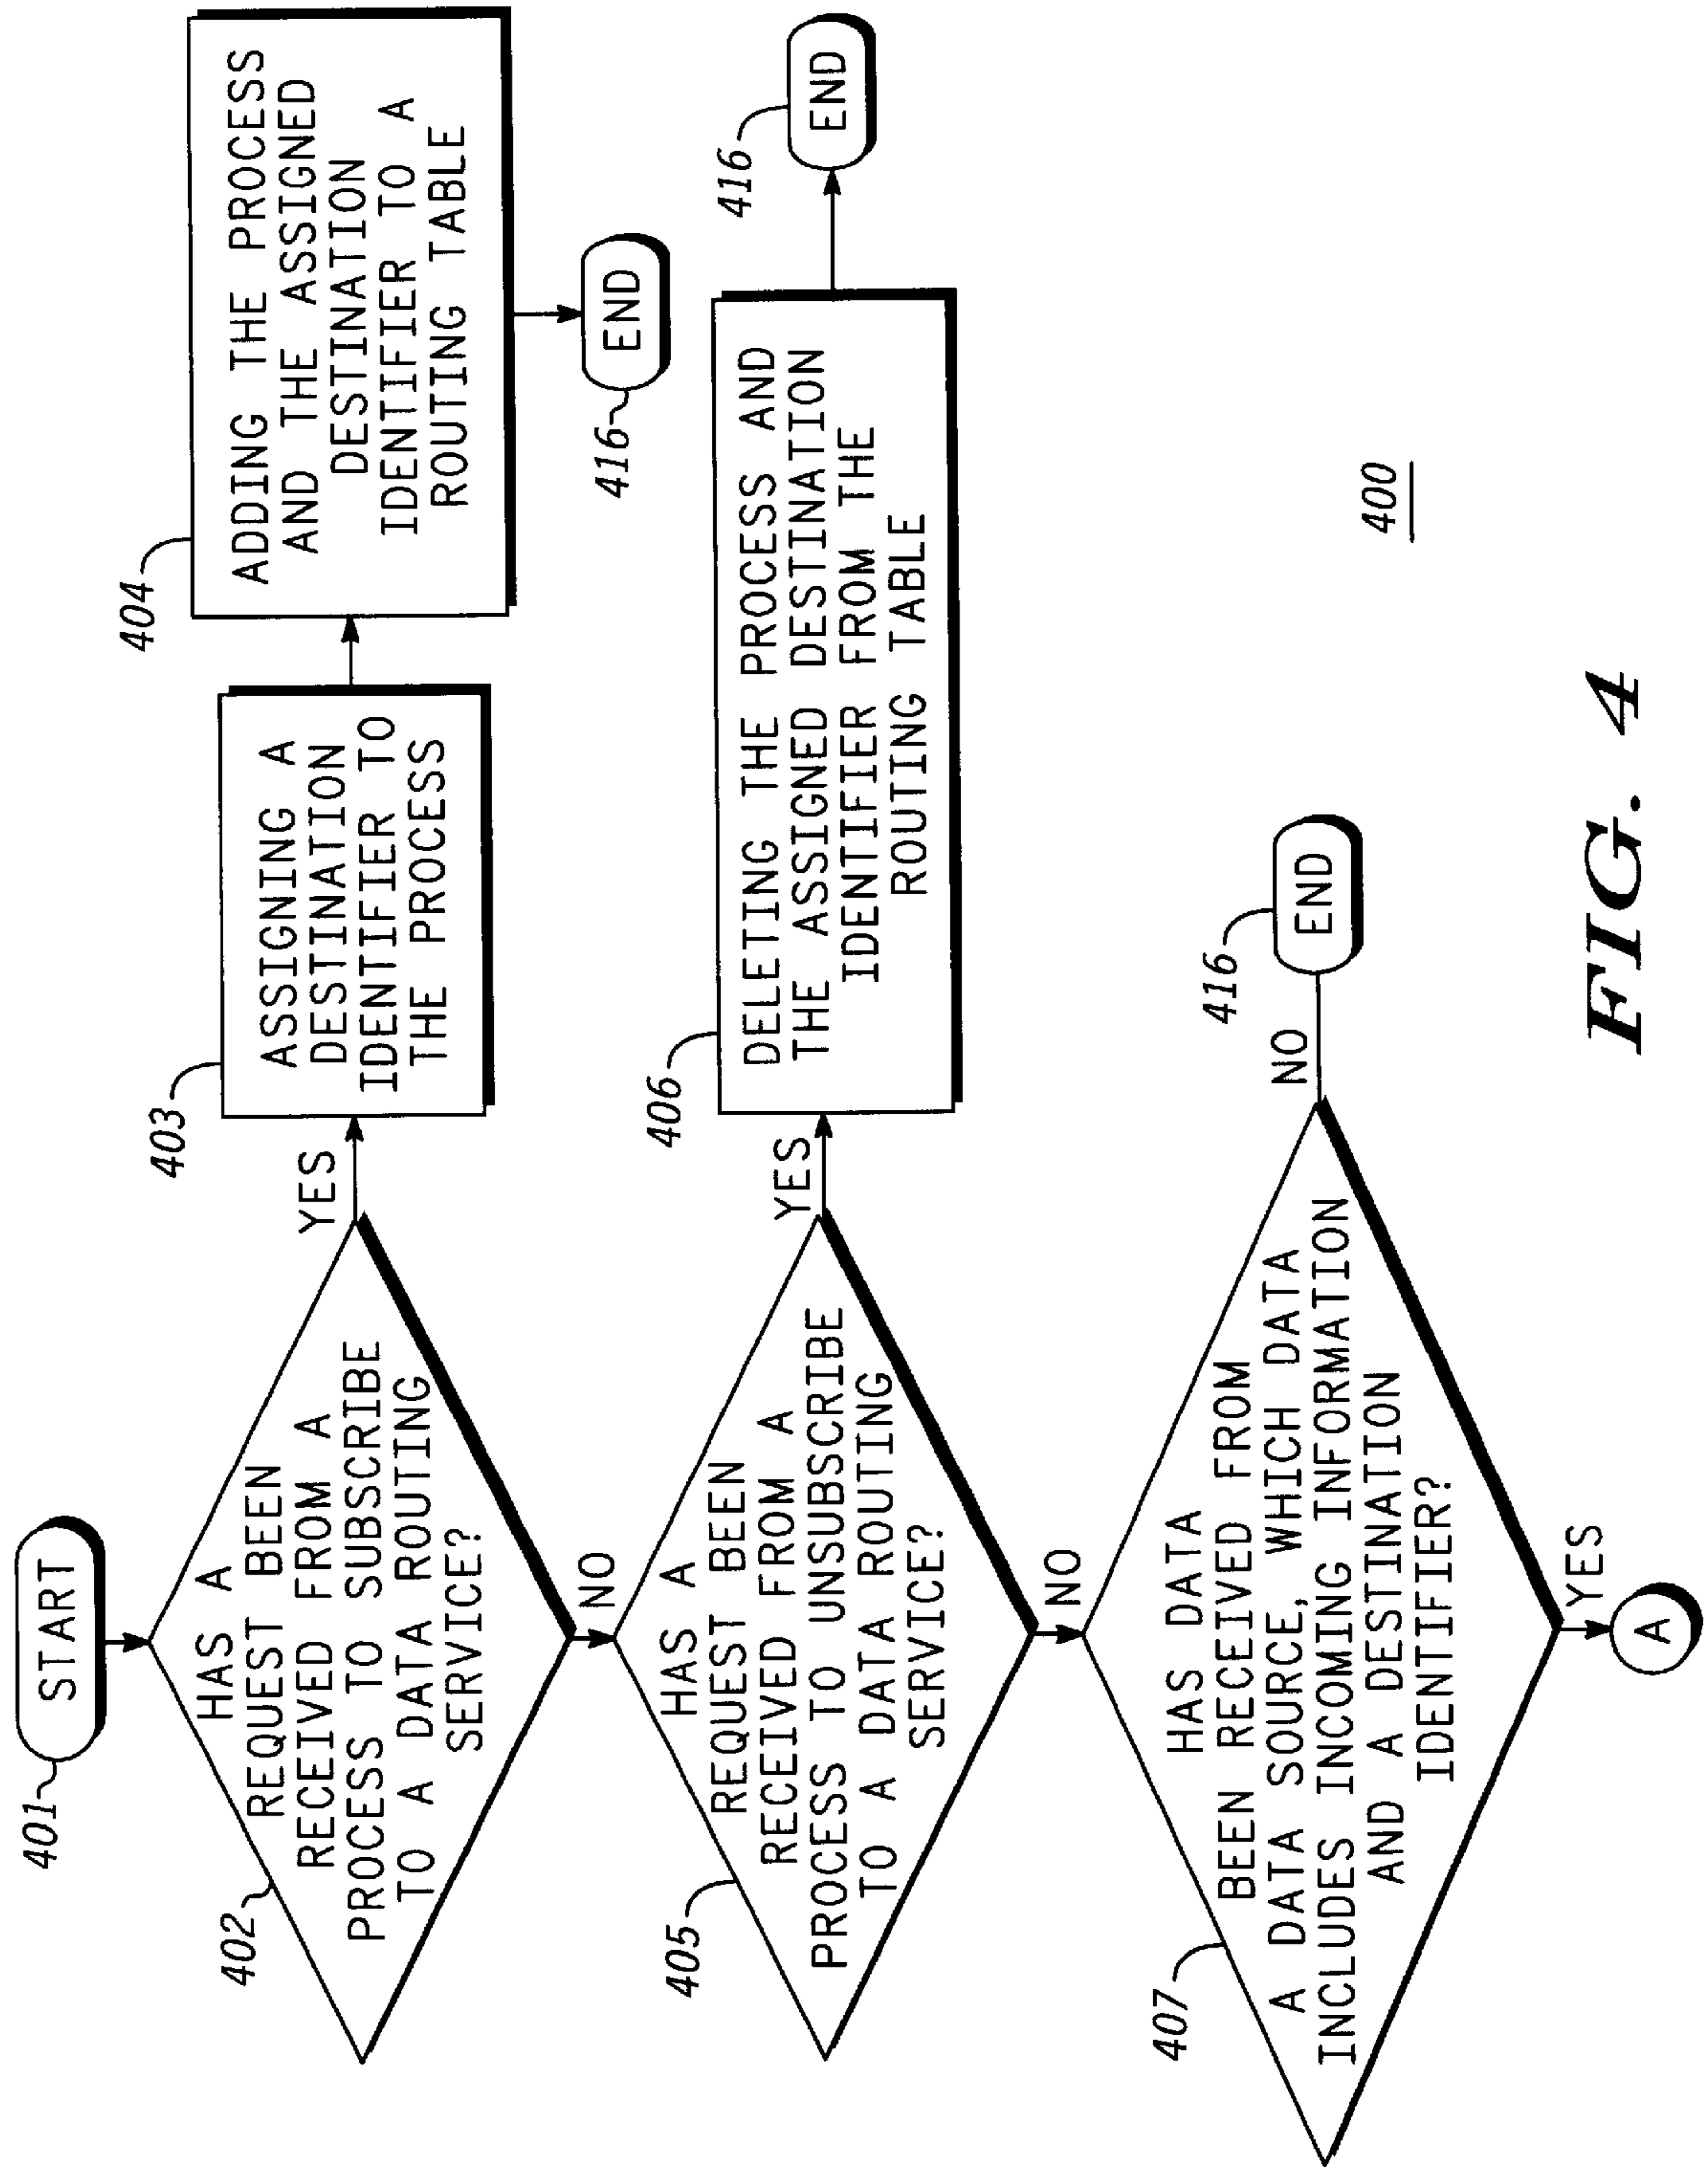 401
START
402
HAS A
REQUEST BEEN
RECEIVED FROM A
PROCESS TO SUBSCRIBE
TO A DATA ROUTING
SERVICE?
YES
403
ASSIGNING A
DESTINATION
IDENTIFIER TO
THE PROCESS
404
ADDING THE PROCESS
AND THE ASSIGNED
DESTINATION
IDENTIFIER TO A
ROUTING TABLE
416
END
NO
405
HAS A
REQUEST BEEN
RECEIVED FROM A
PROCESS TO UNSUBSCRIBE
TO A DATA ROUTING
SERVICE?
YES
406
DELETING THE PROCESS AND
THE ASSIGNED DESTINATION
IDENTIFIER FROM THE
ROUTING TABLE
416
END
NO
407
HAS DATA
BEEN RECEIVED FROM
A DATA SOURCE, WHICH DATA
INCLUDES INCOMING INFORMATION
AND A DESTINATION
IDENTIFIER?
NO
416
END
YES
A
400
FIG. 4